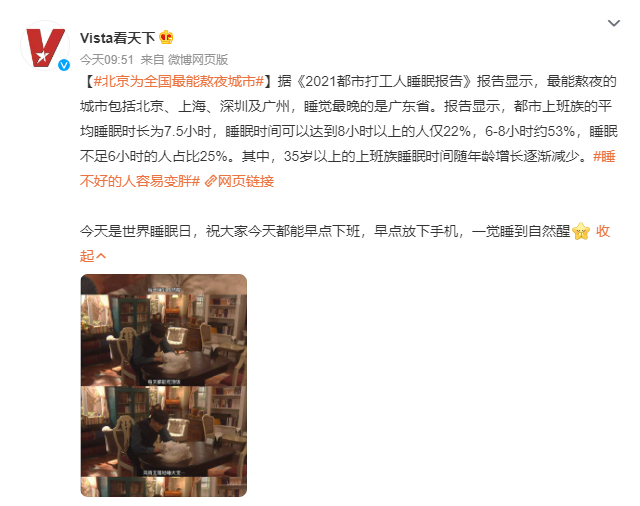 Vista看天下
今天09:51 来自 微博网页版
【#北京为全国最能熬夜城市#】据《2021都市打工人睡眠报告》报告显示，最能熬夜的
城市包括北京、上海、深圳及广州，睡觉最晚的是广东省。报告显示，都市上班族的平
均睡眠时长为7.5小时，睡眠时间可以达到8小时以上的人仅22%，6-8小时约53%，睡眠
不足6小时的人占比25%。其中，35岁以上的上班族睡眠时间随年龄增长逐渐减少。#睡
不好的人容易变胖# 网页链接
今天是世界睡眠日，祝大家今天都能早点下班，早点放下手机，一觉睡到自然醒 收
起